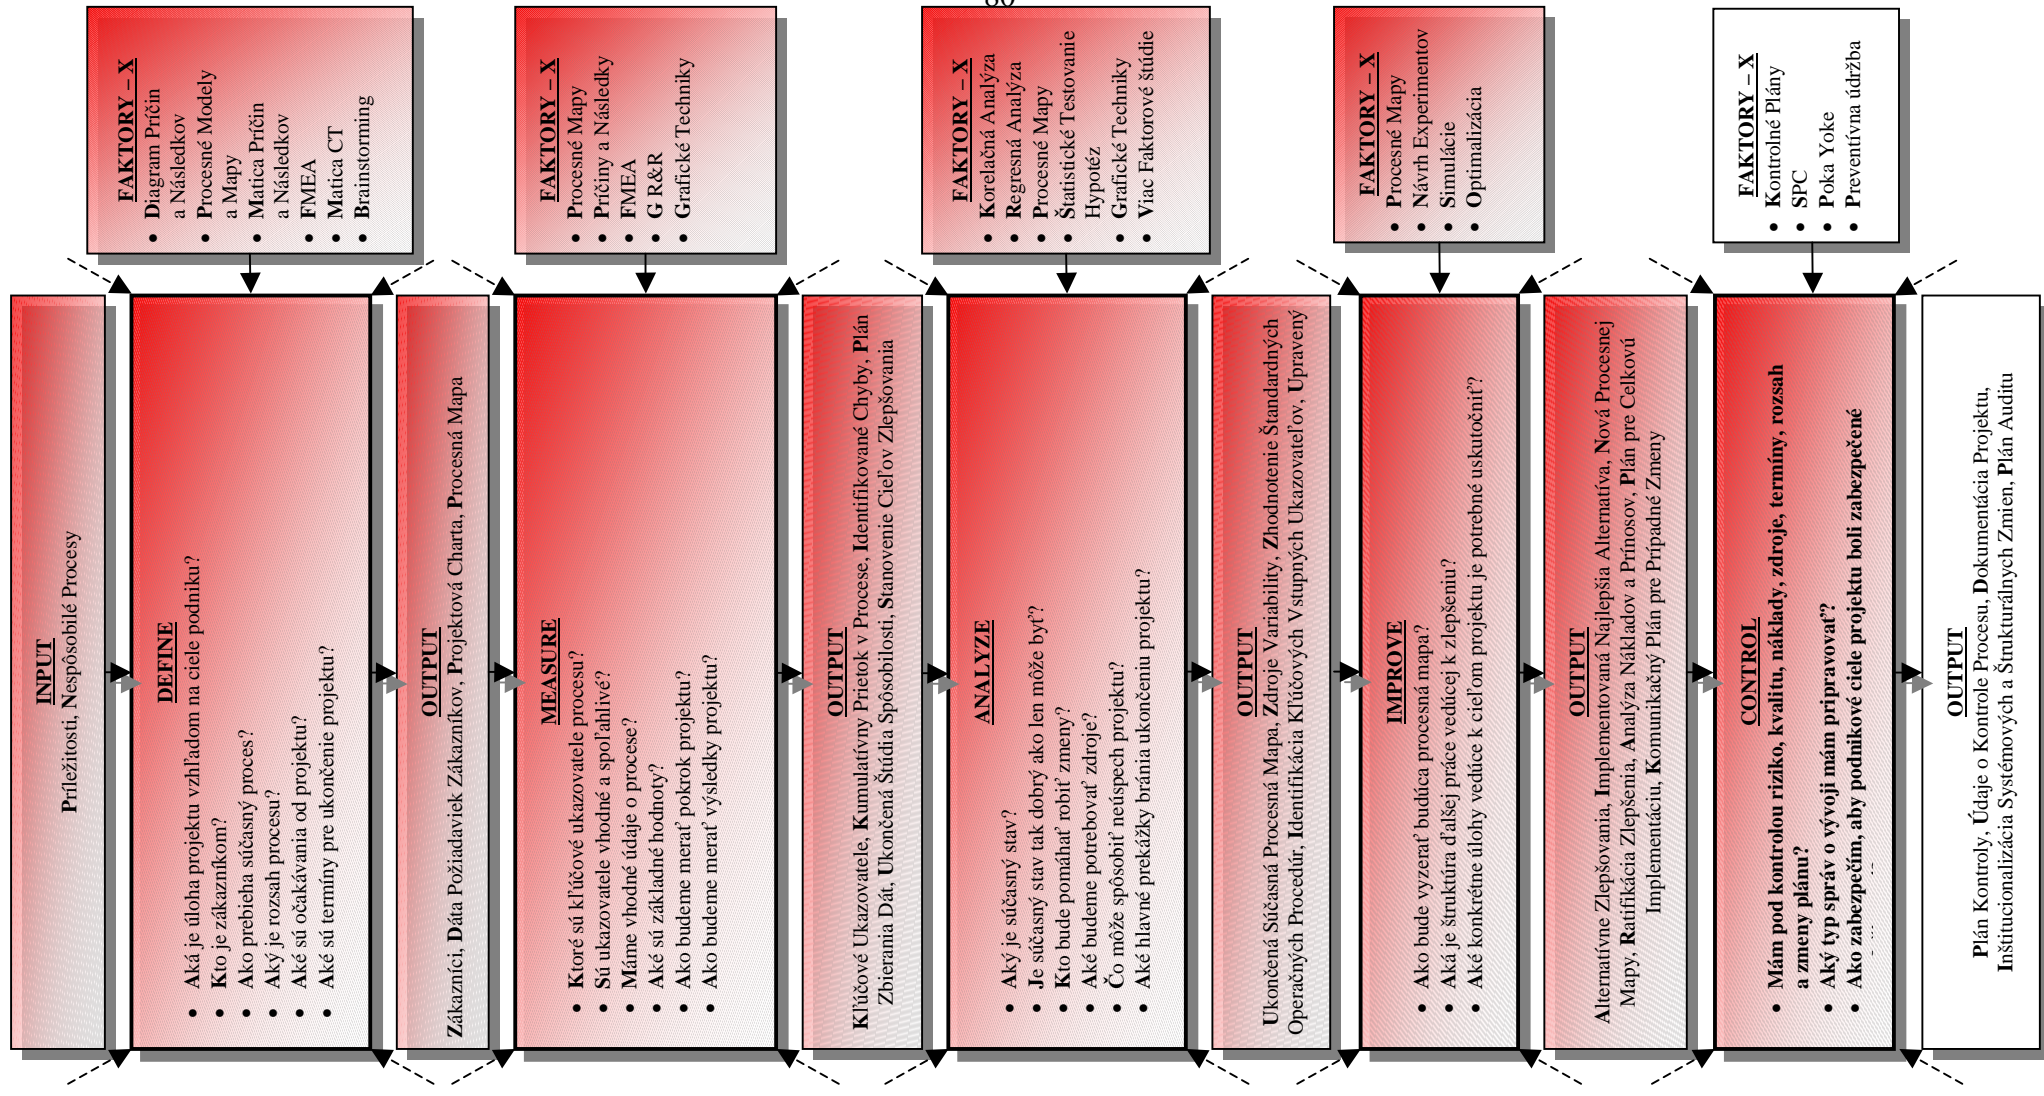 80
INPUT
Príležitosti, Nespôsobilé Procesy
FAKTORY – X
• Diagram Príčin
a Následkov
• Procesné Modely
a Mapy
• Matica Príčin
a Následkov
• FMEA
• Matica CT
• Brainstorming
DEFINE
• Aká je úloha projektu vzhľadom na ciele podniku?
• Kto je zákazníkom?
• Ako prebieha súčasný proces?
• Aký je rozsah procesu?
• Aké sú očakávania od projektu?
• Aké sú termíny pre ukončenie projektu?
OUTPUT
Zákazníci, Dáta Požiadaviek Zákazníkov, Projektová Charta, Procesná Mapa
FAKTORY – X
• Procesné Mapy
• Príčiny a Následky
• FMEA
• G R&R
• Grafické Techniky
MEASURE
• Ktoré sú kľúčové ukazovatele procesu?
• Sú ukazovatele vhodné a spoľahlivé?
• Máme vhodné údaje o procese?
• Aké sú základné hodnoty?
• Ako budeme merať pokrok projektu?
• Ako budeme merať výsledky projektu?
OUTPUT
Kľúčové Ukazovatele, Kumulatívny Prietok v Procese, Identifikované Chyby, Plán
Zbierania Dát, Ukončená Štúdia Spôsobilosti, Stanovenie Cieľov Zlepšovania
FAKTORY – X
• Korelačná Analýza
• Regresná Analýza
• Procesné Mapy
• Štatistické Testovanie
Hypotéz
• Grafické Techniky
• Viac Faktorové štúdie
ANALYZE
• Aký je súčasný stav?
• Je súčasný stav tak dobrý ako len môže byť?
• Kto bude pomáhať robiť zmeny?
• Aké budeme potrebovať zdroje?
• Čo môže spôsobiť neúspech projektu?
• Aké hlavné prekážky bránia ukončeniu projektu?
OUTPUT
Ukončená Súčasná Procesná Mapa, Zdroje Variability, Zhodnotenie Štandardných
Operačných Procedúr, Identifikácia Kľúčových Vstupných Ukazovateľov, Upravený
FAKTORY – X
• Procesné Mapy
• Návrh Experimentov
• Simulácie
• Optimalizácia
IMPROVE
• Ako bude vyzerať budúca procesná mapa?
• Aká je štruktúra ďalšej práce vedúcej k zlepšeniu?
• Aké konkrétne úlohy vedúce k cieľom projektu je potrebné uskutočniť?
OUTPUT
Alternatívne Zlepšovania, Implementovaná Najlepšia Alternatíva, Nová Procesnej
Mapy, Ratifikácia Zlepšenia, Analýza Nákladov a Prínosov, Plán pre Celkovú
Implementáciu, Komunikačný Plán pre Prípadné Zmeny
FAKTORY – X
• Kontrolné Plány
• SPC
• Poka Yoke
• Preventívna údržba
CONTROL
• Mám pod kontrolou riziko, kvalitu, náklady, zdroje, termíny, rozsah
a zmeny plánu?
• Aký typ správ o vývoji mám pripravovať?
• Ako zabezpečím, aby podnikové ciele projektu boli zabezpečené
OUTPUT
Plán Kontroly, Údaje o Kontrole Procesu, Dokumentácia Projektu,
Inštitucionalizácia Systémových a Štrukturálnych Zmien, Plán Auditu